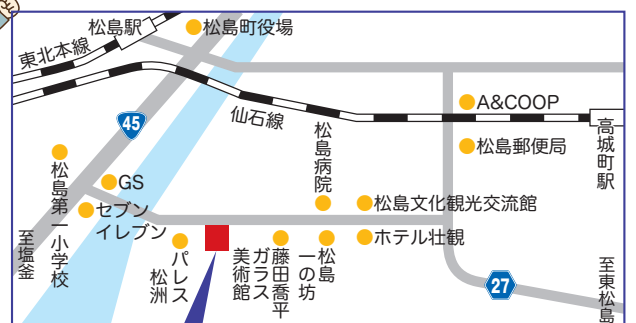 松島駅
松島町役場
東北本線
仙石線
45
A&COOP
高城町駅
松島郵便局
松島病院
松島第一小学校
GS
セブン
イレブン
松島文化観光交流館
ホテル壮観
至塩釜
パレス
松洲
藤田喬平
ガラス
美術館
松島
一の坊
27
至東松島